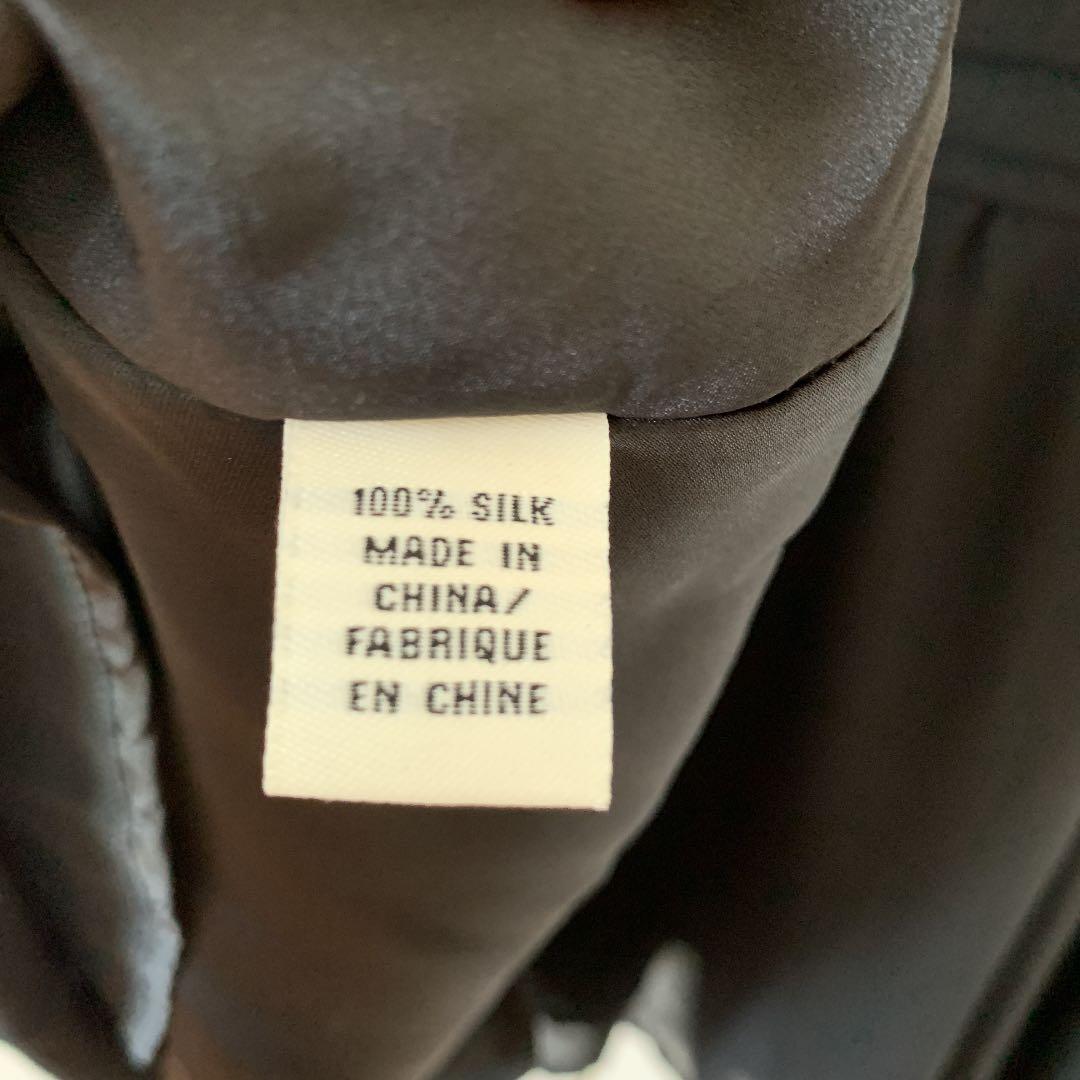 100% SILK
MADE IN
CHINA/
FABRIQUE
EN CHINE